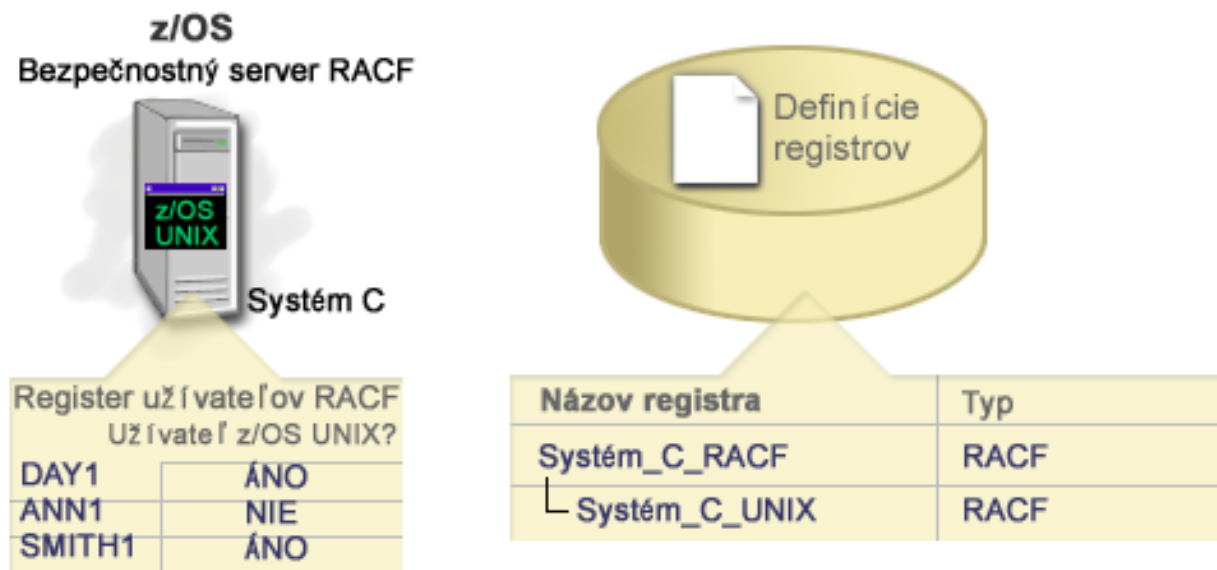 z/OS
Bezpečnostný server RACF
z/OS
UNIX
Systém C
Register užívateľov RACF
Užívateľ z/OS UNIX?
DAY1 ÁNO
ANN1 NIE
SMITH1 ÁNO
Definície
registrov
Názov registra Typ
Systém_C_RACF RACF
Systém_C_UNIX RACF